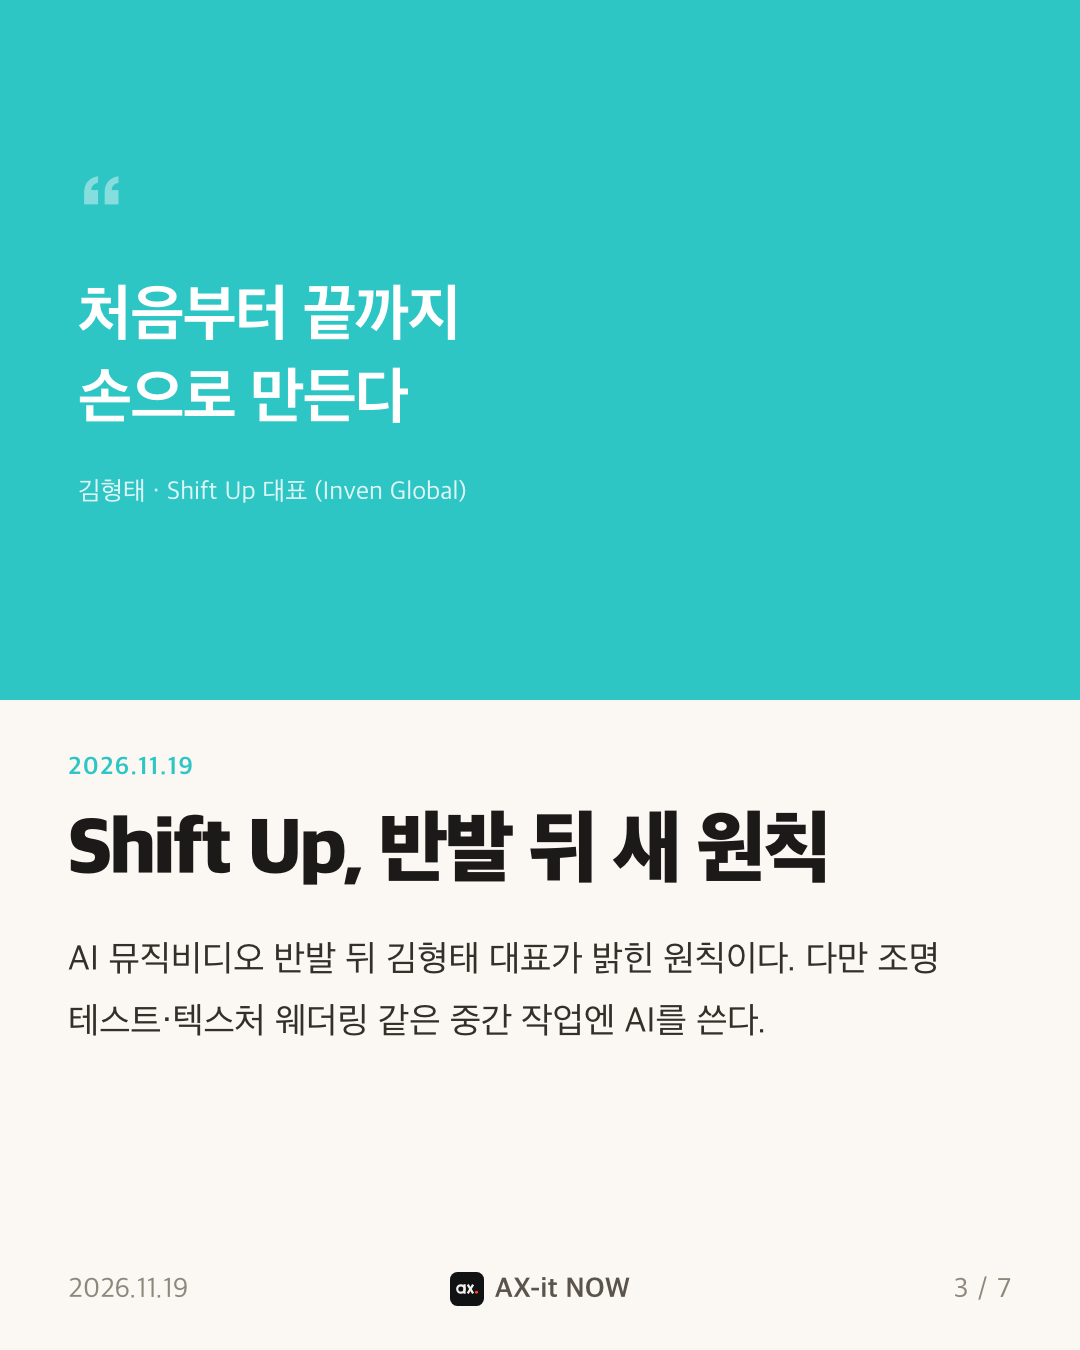 “
처음부터 끝까지
손으로 만든다
김형태 · Shift Up 대표 (Inven Global)
2026.11.19
Shift Up, 반발 뒤 새 원칙
AI 뮤직비디오 반발 뒤 김형태 대표가 밝힌 원칙이다. 다만 조명
테스트·텍스처 웨더링 같은 중간 작업엔 AI를 쓴다.
2026.11.19
ax. AX-it NOW
3 / 7